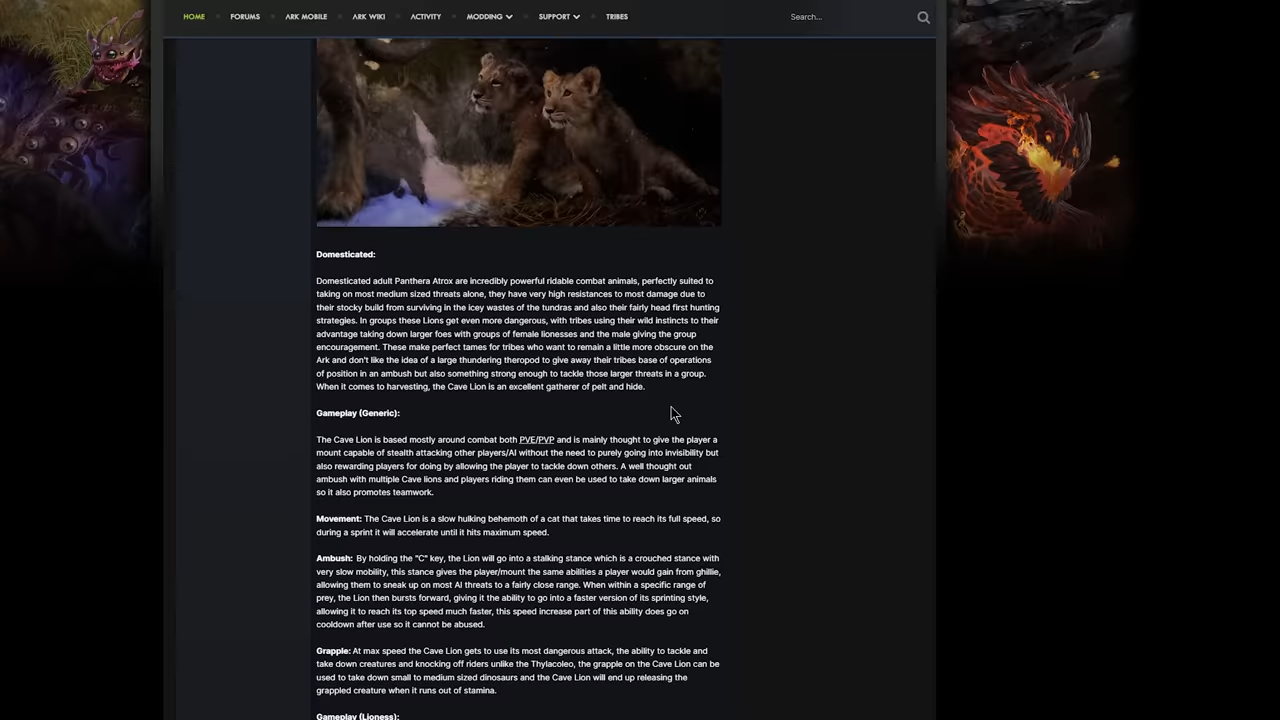 HOME FORUMS ARK MOBILE ARK WIKI ACTIVITY MODDING SUPPORT TRIBES Search...
Domesticated:
Domesticated adult Panthera Atrox are incredibly powerful ridable combat animals, perfectly suited to
taking on most medium sized threats alone, they have very high resistances to most damage due to
their stocky build from surviving in the icey wastes of the tundras and also their fairly head first hunting
strategies. In groups these Lions get even more dangerous, with tribes using their wild instincts to their
advantage taking down larger foes with groups of female lionesses and the male giving the group
encouragement. These make perfect tames for tribes who want to remain a little more obscure on the
Ark and don't like the idea of a large thundering theropod to give away their tribes base of operations
of position in an ambush but also something strong enough to tackle those larger threats in a group.
When it comes to harvesting, the Cave Lion is an excellent gatherer of pelt and hide.
Gameplay (Generic):
The Cave Lion is based mostly around combat both PVE/PVP and is mainly thought to give the player a
mount capable of stealth attacking other players/AI without the need to purely going into invisibility but
also rewarding players for doing by allowing the player to tackle down others. A well thought out
ambush with multiple Cave lions and players riding them can even be used to take down larger animals
so it also promotes teamwork.
Movement: The Cave Lion is a slow hulking behemoth of a cat that takes time to reach its full speed, so
during a sprint it will accelerate until it hits maximum speed.
Ambush: By holding the "C" key, the Lion will go into a stalking stance which is a crouched stance with
very slow mobility, this stance gives the player/mount the same abilities a player would gain from ghillie,
allowing them to sneak up on most AI threats to a fairly close range. When within a specific range of
prey, the Lion then bursts forward, giving it the ability to go into a faster version of its sprinting style,
allowing it to reach its top speed much faster, this speed increase part of this ability does go on
cooldown after use so it cannot be abused.
Grapple: At max speed the Cave Lion gets to use its most dangerous attack, the ability to tackle and
take down creatures and knocking off riders unlike the Thylacoleo, the grapple on the Cave Lion can be
used to take down small to medium sized dinosaurs and the Cave Lion will end up releasing the
grappled creature when it runs out of stamina.
Gameplay (Lioness):